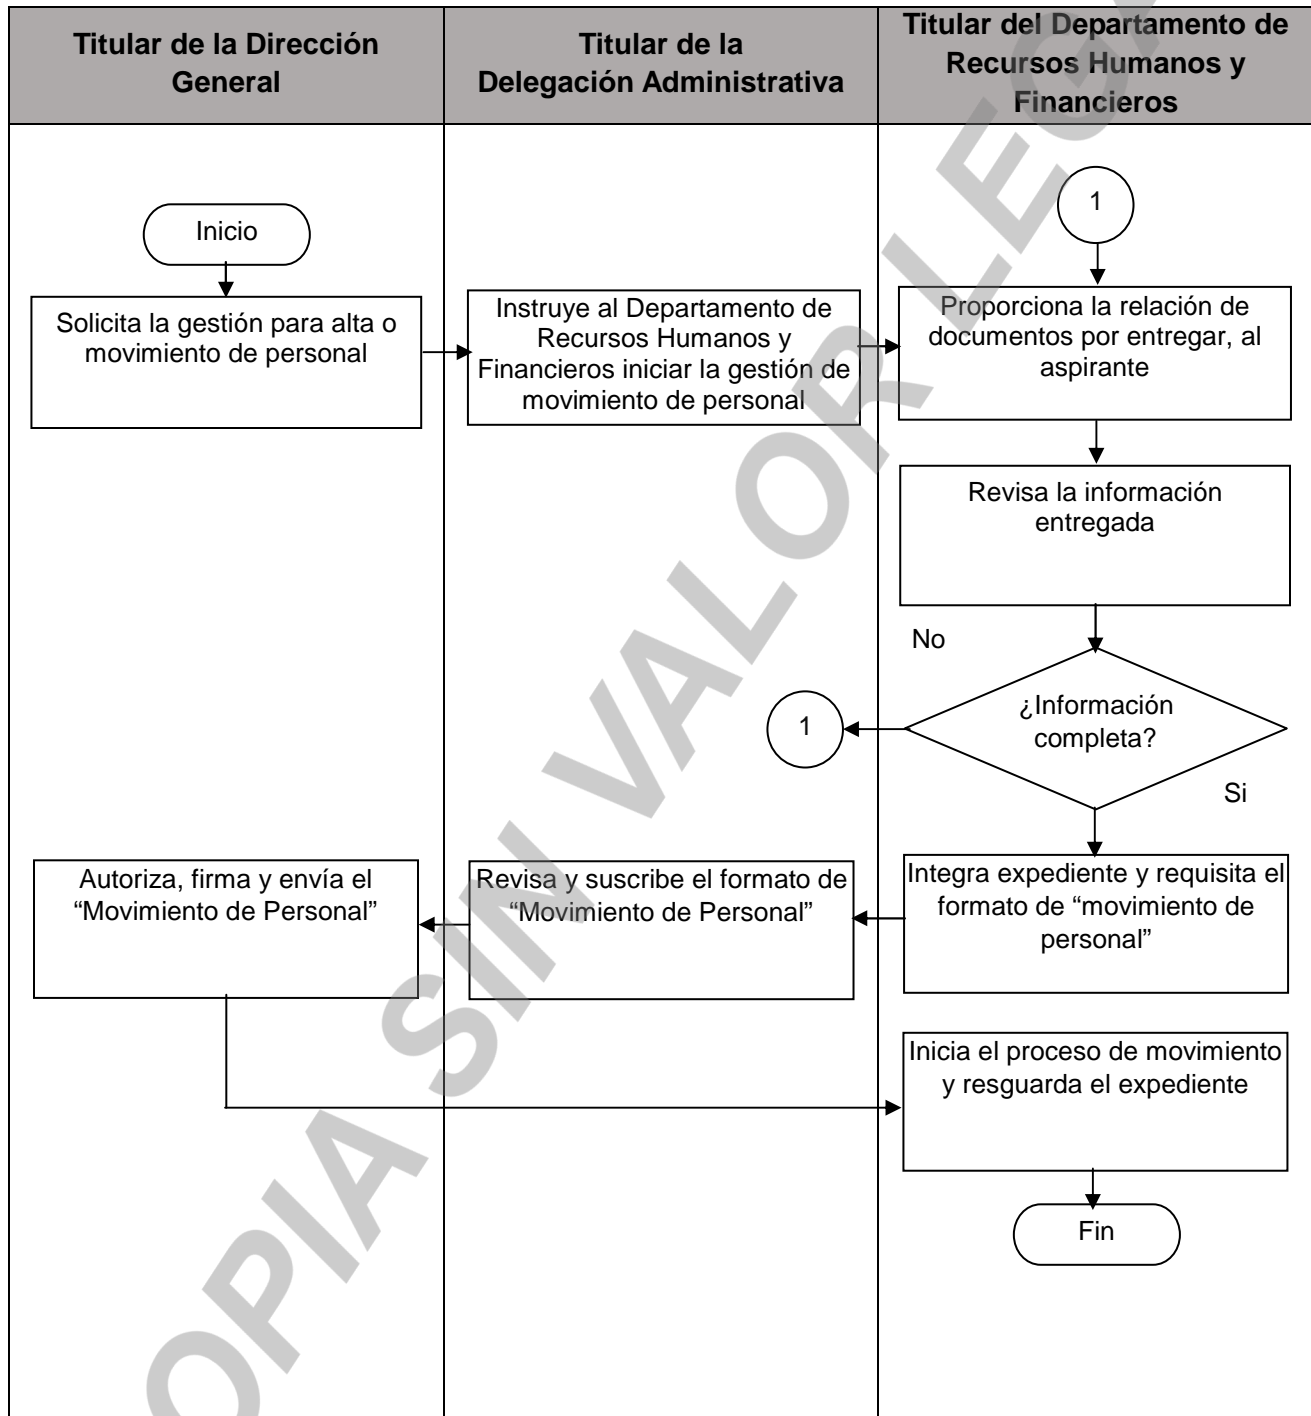 Titular de la Dirección
General
Titular de la
Delegación Administrativa
Titular del Departamento de
Recursos Humanos y
Financieros
Inicio
1
Solicita la gestión para alta o
movimiento de personal
Instruye al Departamento de
Recursos Humanos y
Financieros iniciar la gestión de
movimiento de personal
Proporciona la relación de
documentos por entregar, al
aspirante
Revisa la información
entregada
No
¿Información
completa?
1
Si
Autoriza, firma y envía el
“Movimiento de Personal”
Revisa y suscribe el formato de
“Movimiento de Personal”
Integra expediente y requisita el
formato de “movimiento de
personal”
Inicia el proceso de movimiento
y resguarda el expediente
Fin
OPIA SIN VALOR LEGA